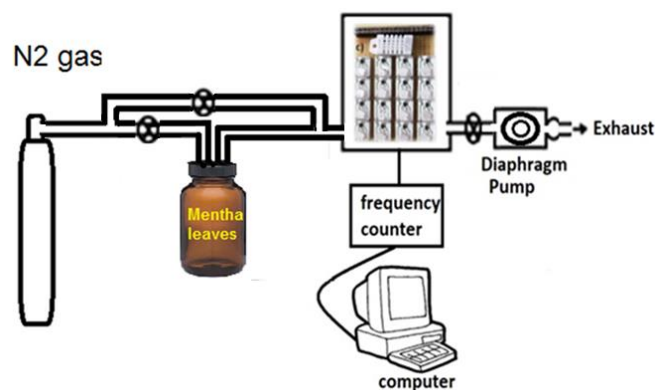 N2 gas
c)
Mentha
leaves
Exhaust
Diaphragm
Pump
frequency
counter
computer